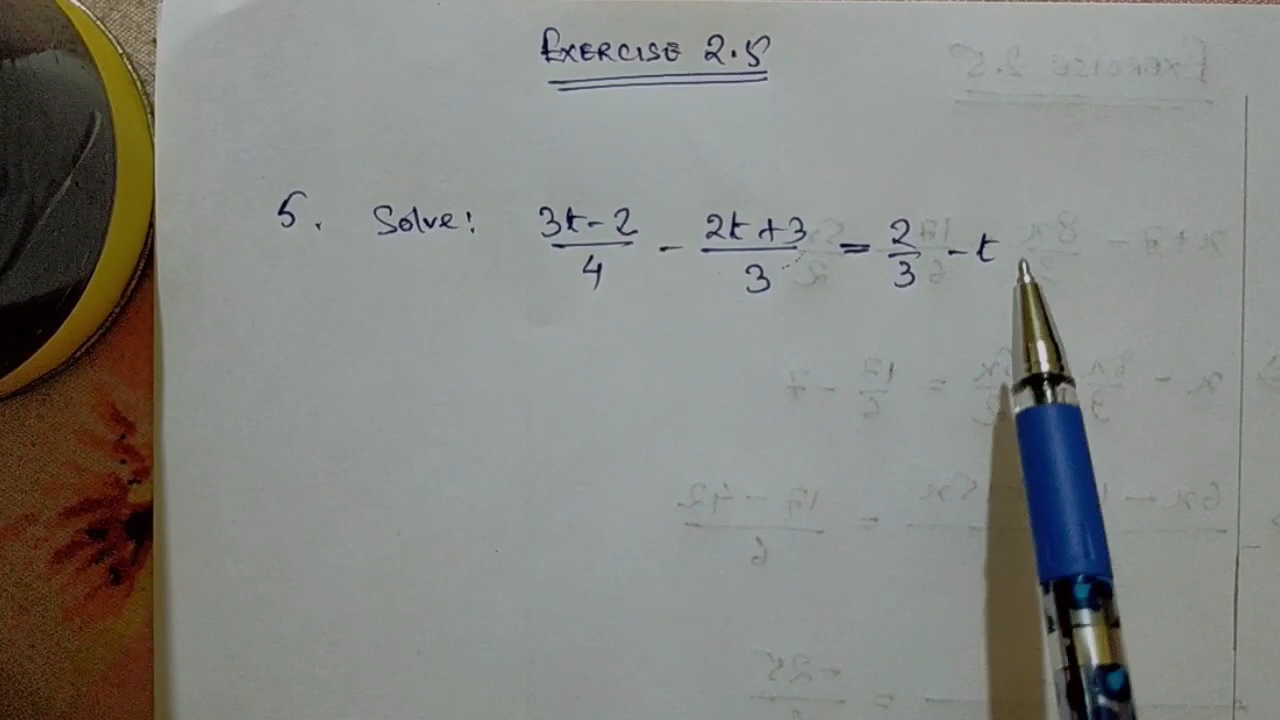 EXERCISE 2.5
5. Solve: (3t-2)/4 - (2t+3)/3 = 2/3 - t